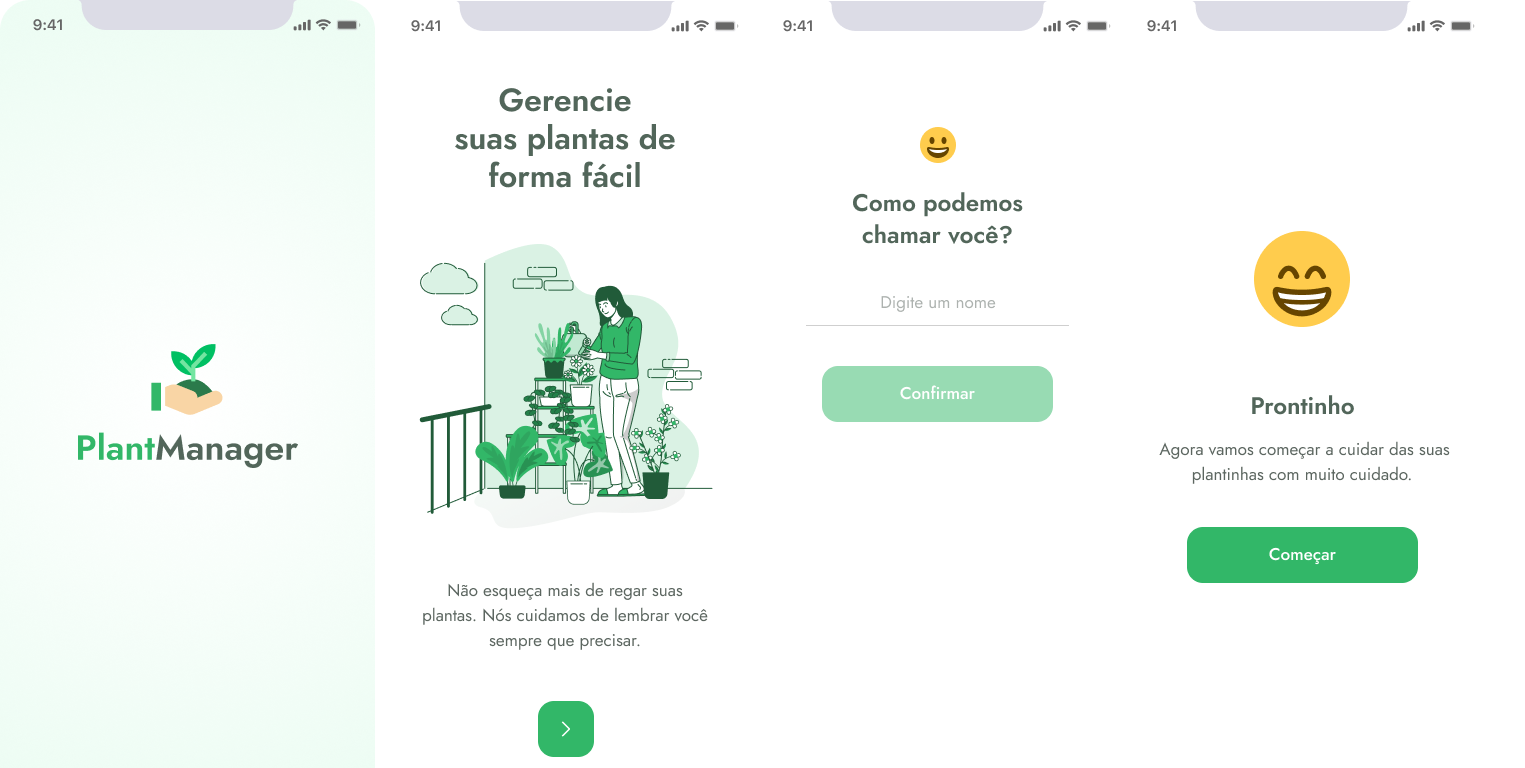 9:41
PlantManager
9:41
Gerencie
suas plantas de
forma fácil
Não esqueça mais de regar suas
plantas. Nós cuidamos de lembrar você
sempre que precisar.
9:41
Como podemos
chamar você?
Digite um nome
Confirmar
9:41
Prontinho
Agora vamos começar a cuidar das suas
plantinhas com muito cuidado.
Começar